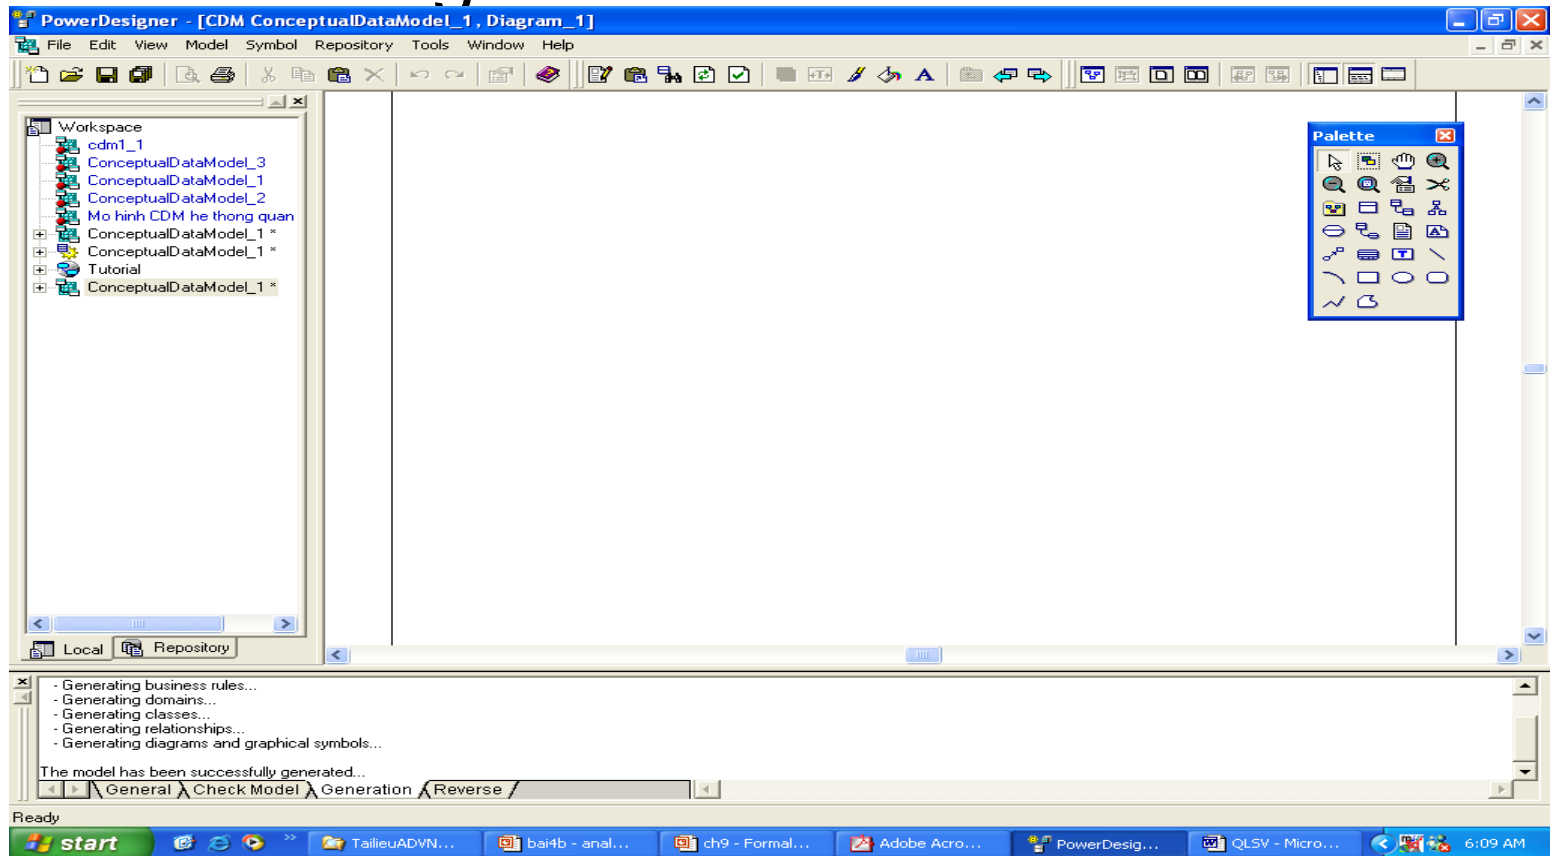 PowerDesigner - [CDM ConceptualDataModel_1, Diagram_1]
File Edit View Model Symbol Repository Tools Window Help
Workspace
cdm1_1
ConceptualDataModel_3
ConceptualDataModel_1
ConceptualDataModel_2
Mo hinh CDM he thong quan
ConceptualDataModel_1 *
ConceptualDataModel_1 *
Tutorial
ConceptualDataModel_1 *
Palette
Local Repository
- Generating business rules...
- Generating domains...
- Generating classes...
- Generating relationships...
- Generating diagrams and graphical symbols...
The model has been successfully generated...
General Check Model Generation Reverse
Ready
start TailieuADVN... bai4b - anal... ch9 - Formal... Adobe Acro... PowerDesig... QLSV - Micro... 6:09 AM